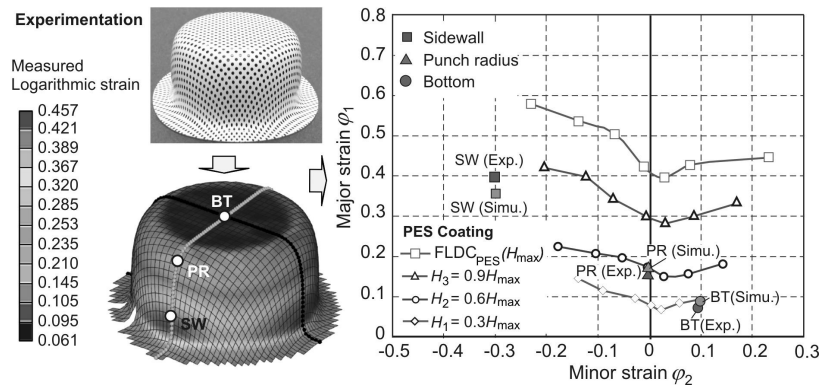 Experimentation
Measured
Logarithmic strain
0.457
0.421
0.389
0.367
0.320
0.285
0.253
0.235
0.210
0.145
0.105
0.095
0.061
BT
PR
SW
Major strain φ1
0.8
0.7
0.6
0.5
0.4
0.3
0.2
0.1
0
Sidewall
Punch radius
Bottom
SW (Exp.)
SW (Simu.)
PES Coating
FLDCPES(Hmax)
H3 = 0.9Hmax
H2 = 0.6Hmax
H1 = 0.3Hmax
PR (Simu.)
PR (Exp.)
BT(Simu.)
BT(Exp.)
-0.5 -0.4 -0.3 -0.2 -0.1 0 0.1 0.2 0.3
Minor strain φ2